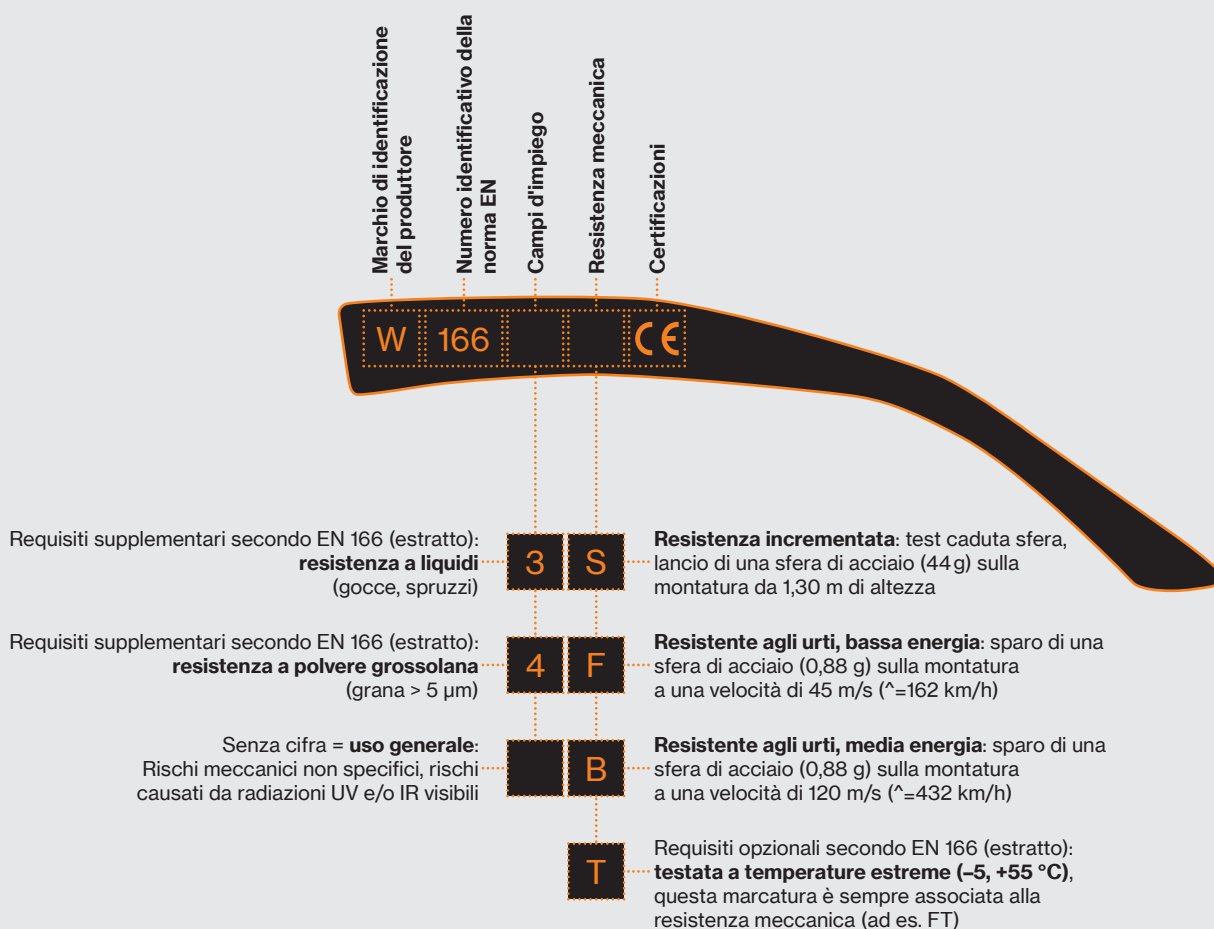 Marchio di identificazione
del produttore
Numero identificativo della
norma EN
Campi d'impiego
Resistenza meccanica
Certificazioni
W
166
CE
Requisiti supplementari secondo EN 166 (estratto):
resistenza a liquidi
(gocce, spruzzi)
3
S
Resistenza incrementata: test caduta sfera,
lancio di una sfera di acciaio (44 g) sulla
montatura da 1,30 m di altezza
Requisiti supplementari secondo EN 166 (estratto):
resistenza a polvere grossolana
(grana > 5 µm)
4
F
Resistente agli urti, bassa energia: sparo di una
sfera di acciaio (0,88 g) sulla montatura
a una velocità di 45 m/s (^=162 km/h)
Senza cifra = uso generale:
Rischi meccanici non specifici, rischi
causati da radiazioni UV e/o IR visibili
B
Resistente agli urti, media energia: sparo di una
sfera di acciaio (0,88 g) sulla montatura
a una velocità di 120 m/s (^=432 km/h)
T
Requisiti opzionali secondo EN 166 (estratto):
testata a temperature estreme (–5, +55 °C),
questa marcatura è sempre associata alla
resistenza meccanica (ad es. FT)